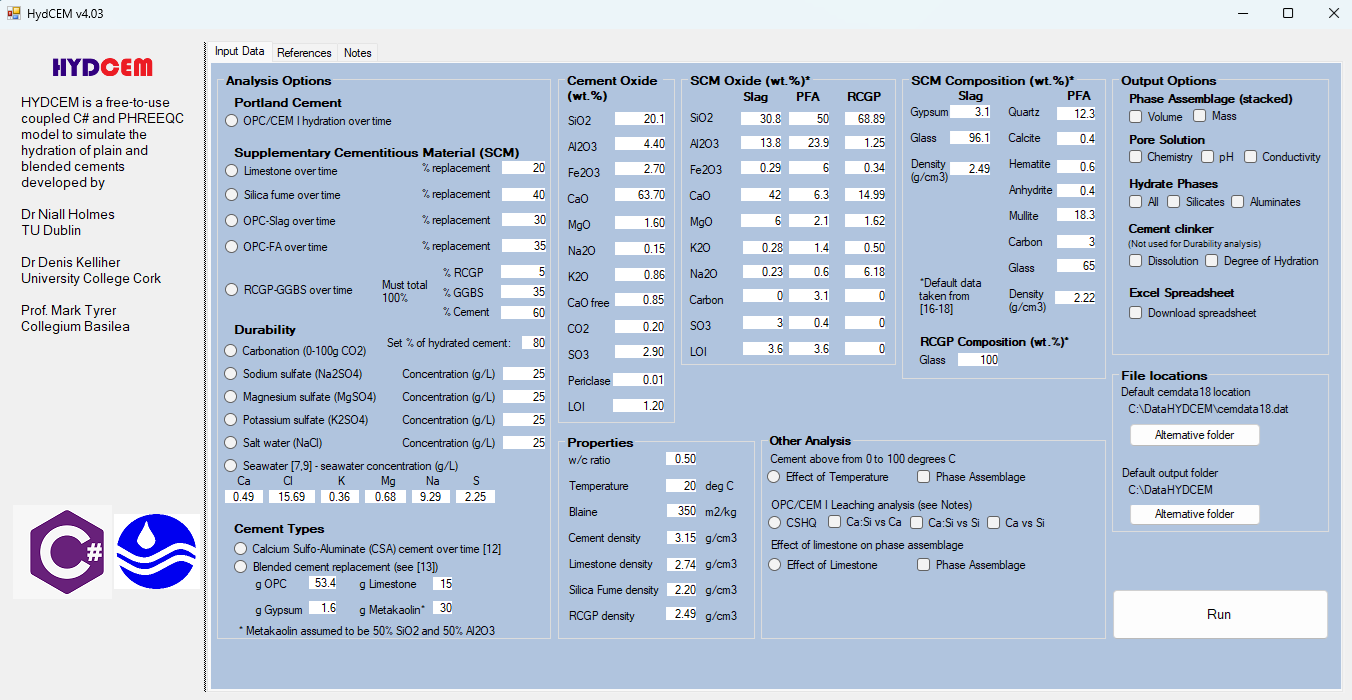 HydCEM v4.03
HYDCEM
HYDCEM is a free-to-use
coupled C# and PHREEQC
model to simulate the
hydration of plain and
blended cements
developed by
Dr Niall Holmes
TU Dublin
Dr Denis Kelliher
University College Cork
Prof. Mark Tyrer
Collegium Basilea
C#
Input Data References Notes
Analysis Options
Portland Cement
OPC/CEM I hydration over time
Supplementary Cementitious Material (SCM)
Limestone over time % replacement 20
Silica fume over time % replacement 40
OPC-Slag over time % replacement 30
OPC-FA over time % replacement 35
RCGP-GGBS over time
Must total
100%
% RCGP 5
% GGBS 35
% Cement 60
Durability
Set % of hydrated cement: 80
Carbonation (0-100g CO2)
Sodium sulfate (Na2SO4) Concentration (g/L) 25
Magnesium sulfate (MgSO4) Concentration (g/L) 25
Potassium sulfate (K2SO4) Concentration (g/L) 25
Salt water (NaCl) Concentration (g/L) 25
Seawater [7,9] - seawater concentration (g/L)
Ca Cl K Mg Na S
0.49 15.69 0.36 0.68 9.29 2.25
Cement Types
Calcium Sulfo-Aluminate (CSA) cement over time [12]
Blended cement replacement (see [13])
g OPC 53.4 g Limestone 15
g Gypsum 1.6 g Metakaolin* 30
* Metakaolin assumed to be 50% SiO2 and 50% Al2O3
Cement Oxide
(wt.%)
SiO2 20.1
Al2O3 4.40
Fe2O3 2.70
CaO 63.70
MgO 1.60
Na2O 0.15
K2O 0.86
CaO free 0.85
CO2 0.20
SO3 2.90
Periclase 0.01
LOI 1.20
SCM Oxide (wt.%)*
Slag PFA RCGP
SiO2 30.8 50 68.89
Al2O3 13.8 23.9 1.25
Fe2O3 0.29 6 0.34
CaO 42 6.3 14.99
MgO 6 2.1 1.62
K2O 0.28 1.4 0.50
Na2O 0.23 0.6 6.18
Carbon 0 3.1 0
SO3 3 0.4 0
LOI 3.6 3.6 0
SCM Composition (wt.%)*
Slag PFA
Gypsum 3.1 Quartz 12.3
Glass 96.1 Calcite 0.4
Density
(g/cm3) 2.49
Hematite 0.6
Anhydrite 0.4
Mullite 18.3
Carbon 3
Glass 65
Density
(g/cm3) 2.22
*Default data
taken from
[16-18]
RCGP Composition (wt.%)*
Glass 100
Properties
w/c ratio 0.50
Temperature 20 deg C
Blaine 350 m2/kg
Cement density 3.15 g/cm3
Limestone density 2.74 g/cm3
Silica Fume density 2.20 g/cm3
RCGP density 2.49 g/cm3
Other Analysis
Cement above from 0 to 100 degrees C
Effect of Temperature Phase Assemblage
OPC/CEM I Leaching analysis (see Notes)
CSHQ Ca:Si vs Ca Ca:Si vs Si Ca vs Si
Effect of limestone on phase assemblage
Effect of Limestone Phase Assemblage
Output Options
Phase Assemblage (stacked)
Volume Mass
Pore Solution
Chemistry pH Conductivity
Hydrate Phases
All Silicates Aluminates
Cement clinker
(Not used for Durability analysis)
Dissolution Degree of Hydration
Excel Spreadsheet
Download spreadsheet
File locations
Default cemdata18 location
C:\DataHYDCEM\cemdata18.dat
Alternative folder
Default output folder
C:\DataHYDCEM
Alternative folder
Run